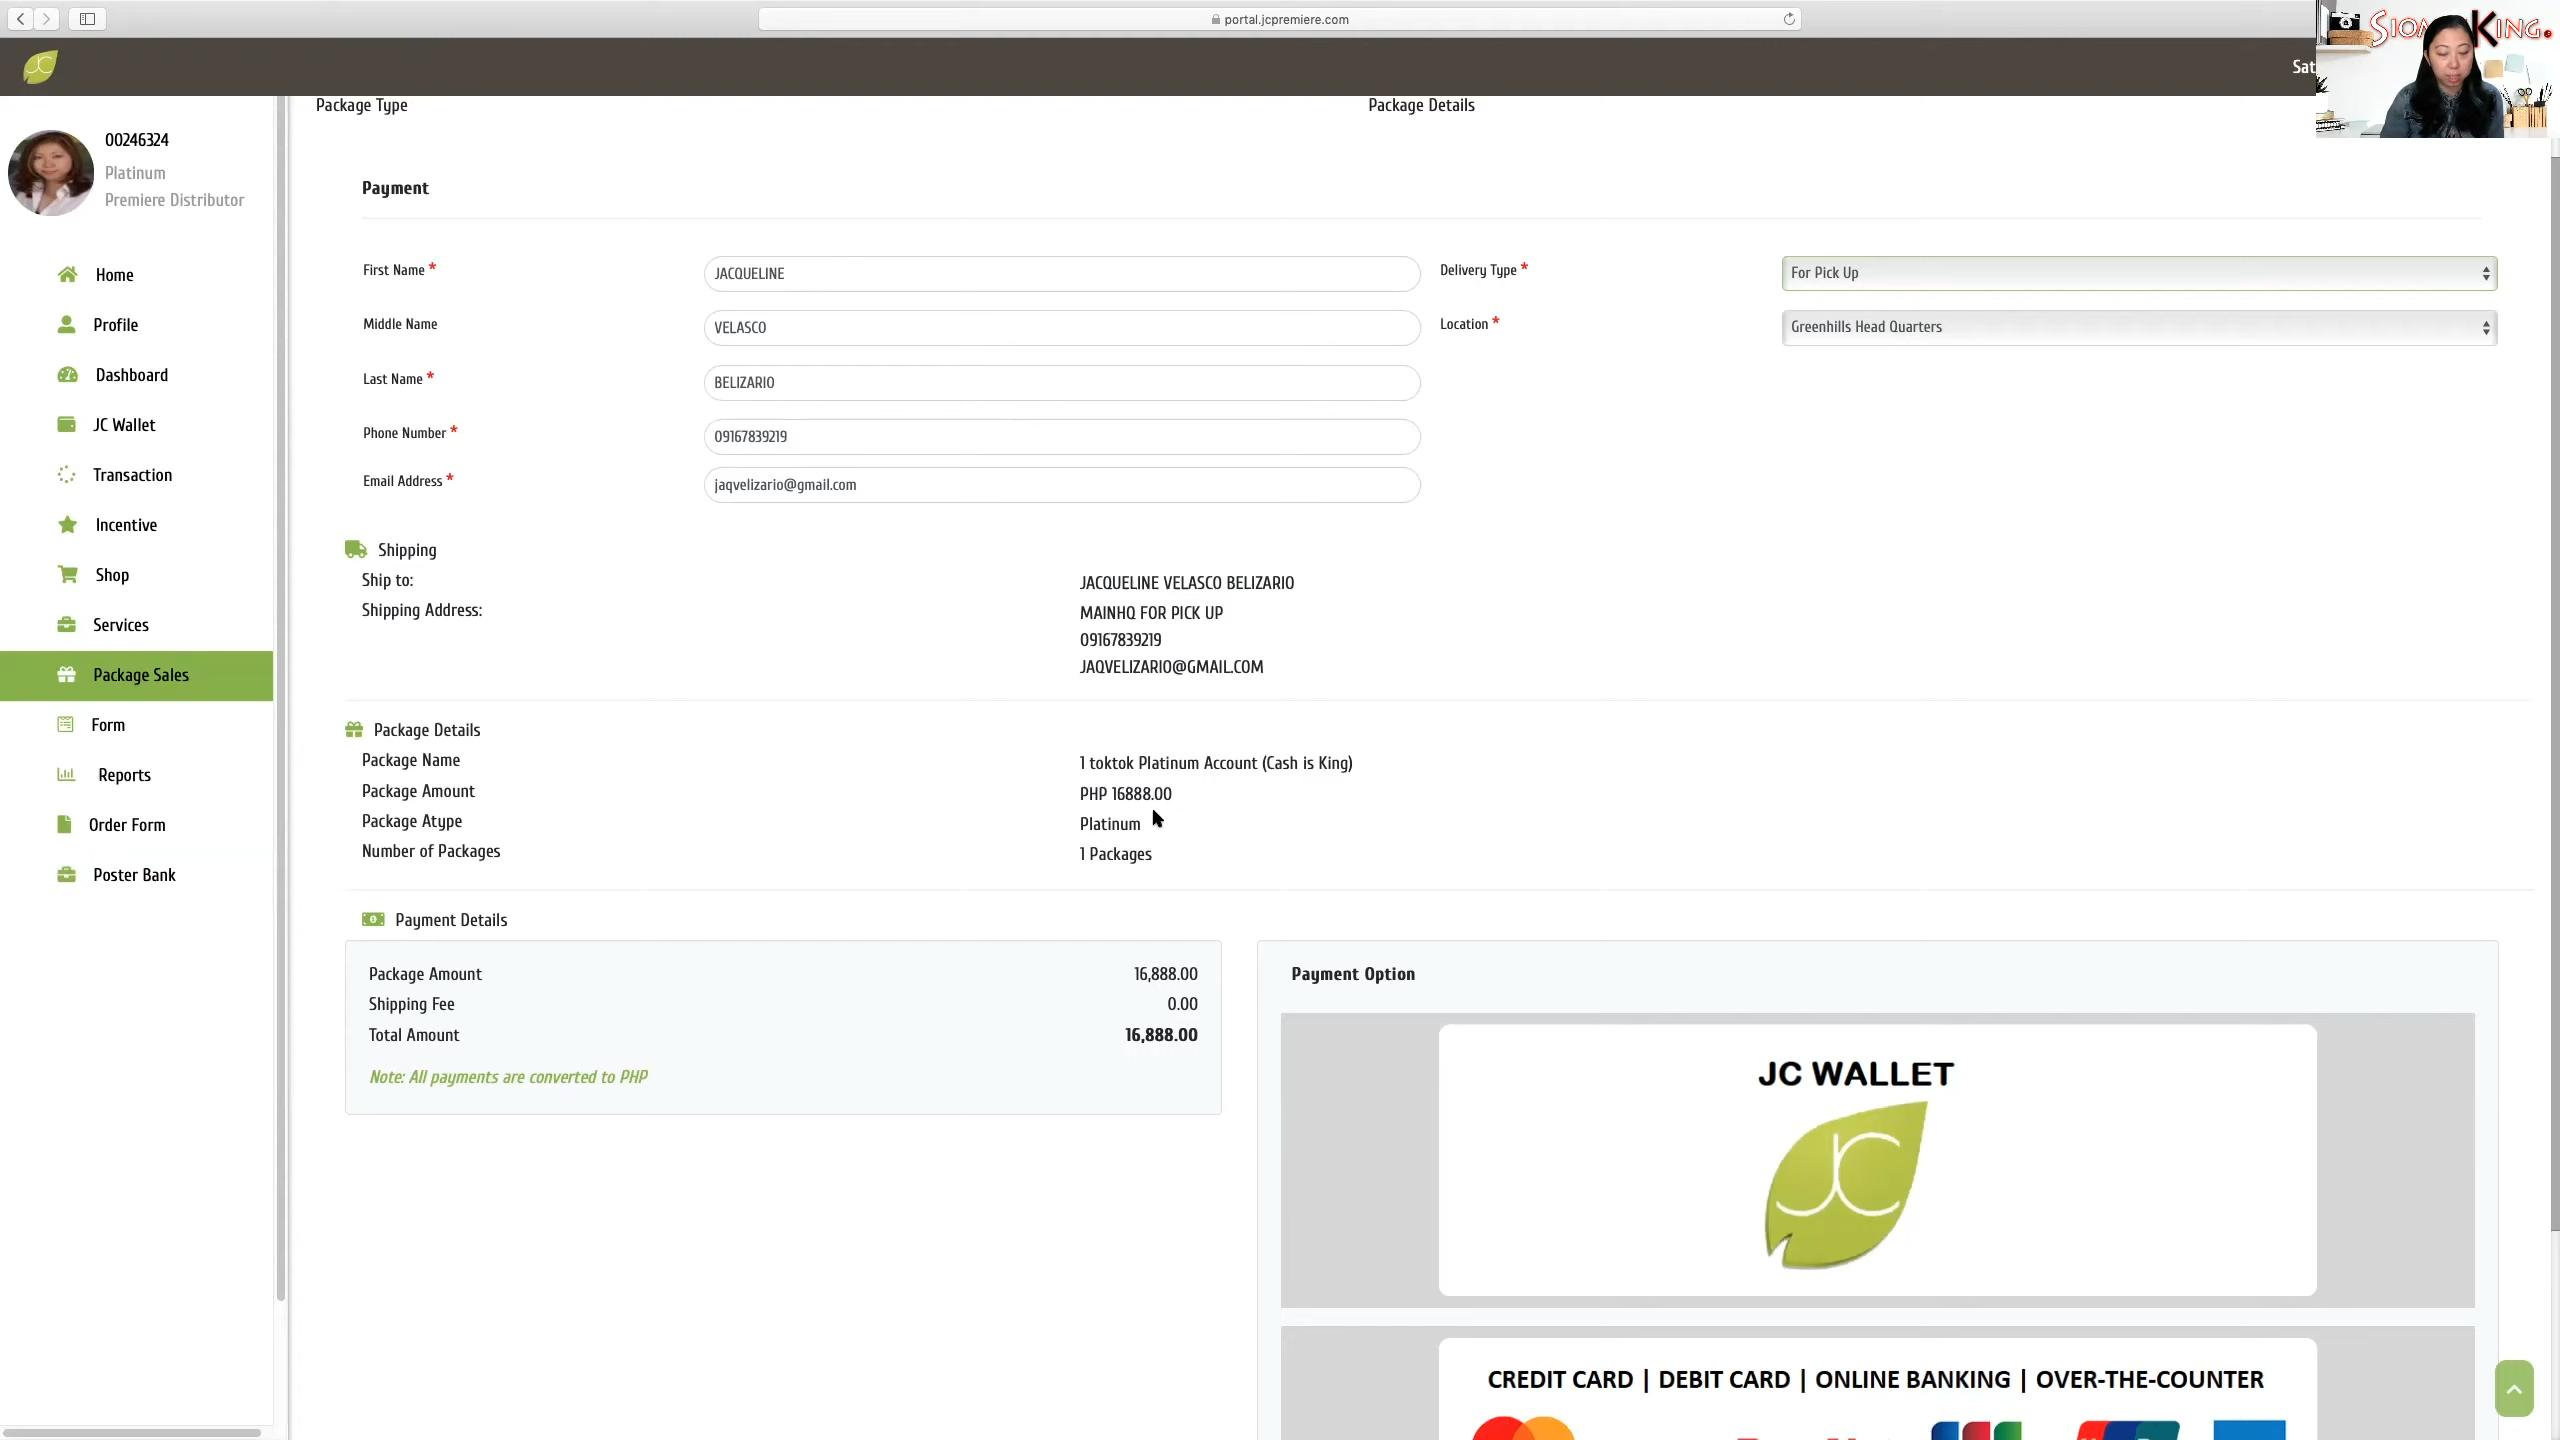 portal.jcpremiere.com
JC
Sat
Package Type
Package Details
00246324
Platinum
Premiere Distributor
Home
Profile
Dashboard
JC Wallet
Transaction
Incentive
Shop
Services
Package Sales
Form
Reports
Order Form
Poster Bank
Payment
First Name *
JACQUELINE
Delivery Type *
For Pick Up
Middle Name
VELASCO
Location *
Greenhills Head Quarters
Last Name *
BELIZARIO
Phone Number *
09167839219
Email Address *
jaqvelizario@gmail.com
Shipping
Ship to:
JACQUELINE VELASCO BELIZARIO
Shipping Address:
MAINHQ FOR PICK UP
09167839219
JAQVELIZARIO@GMAIL.COM
Package Details
Package Name
1 toktok Platinum Account (Cash is King)
Package Amount
PHP 16888.00
Package Atype
Platinum
Number of Packages
1 Packages
Payment Details
Package Amount
16,888.00
Shipping Fee
0.00
Total Amount
16,888.00
Note: All payments are converted to PHP
Payment Option
JC WALLET
JC
CREDIT CARD | DEBIT CARD | ONLINE BANKING | OVER-THE-COUNTER